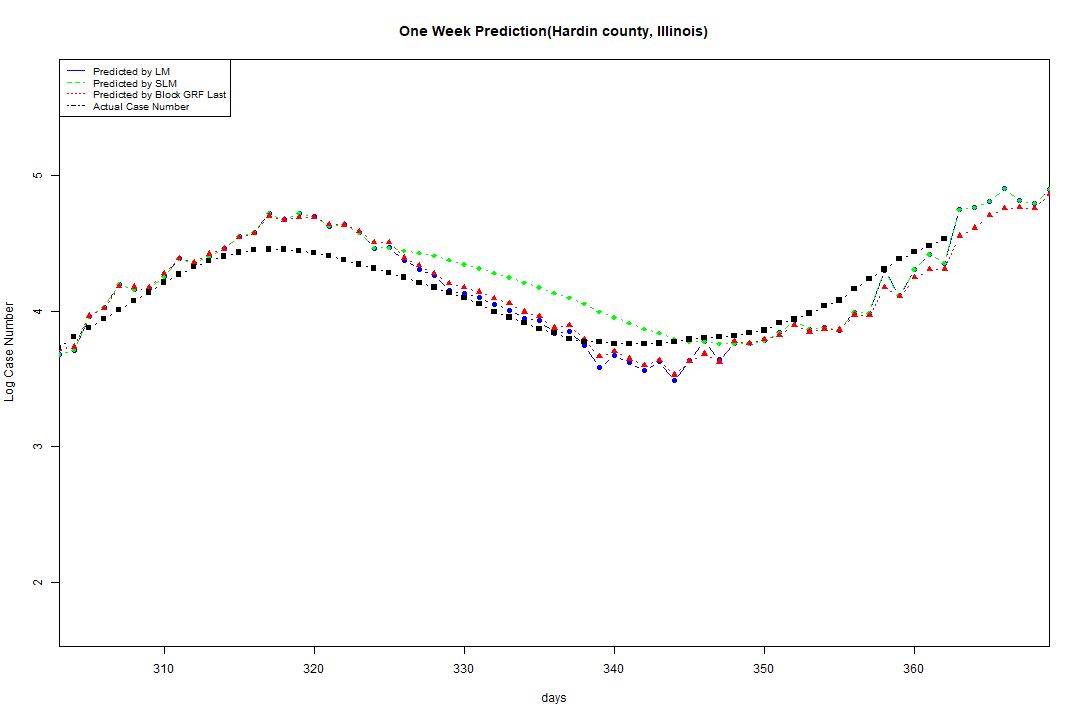 One Week Prediction(Hardin county, Illinois)
Predicted by LM
Predicted by SLM
Predicted by Block GRF Last
Actual Case Number
5
4
3
2
Log Case Number
310 320 330 340 350 360
days